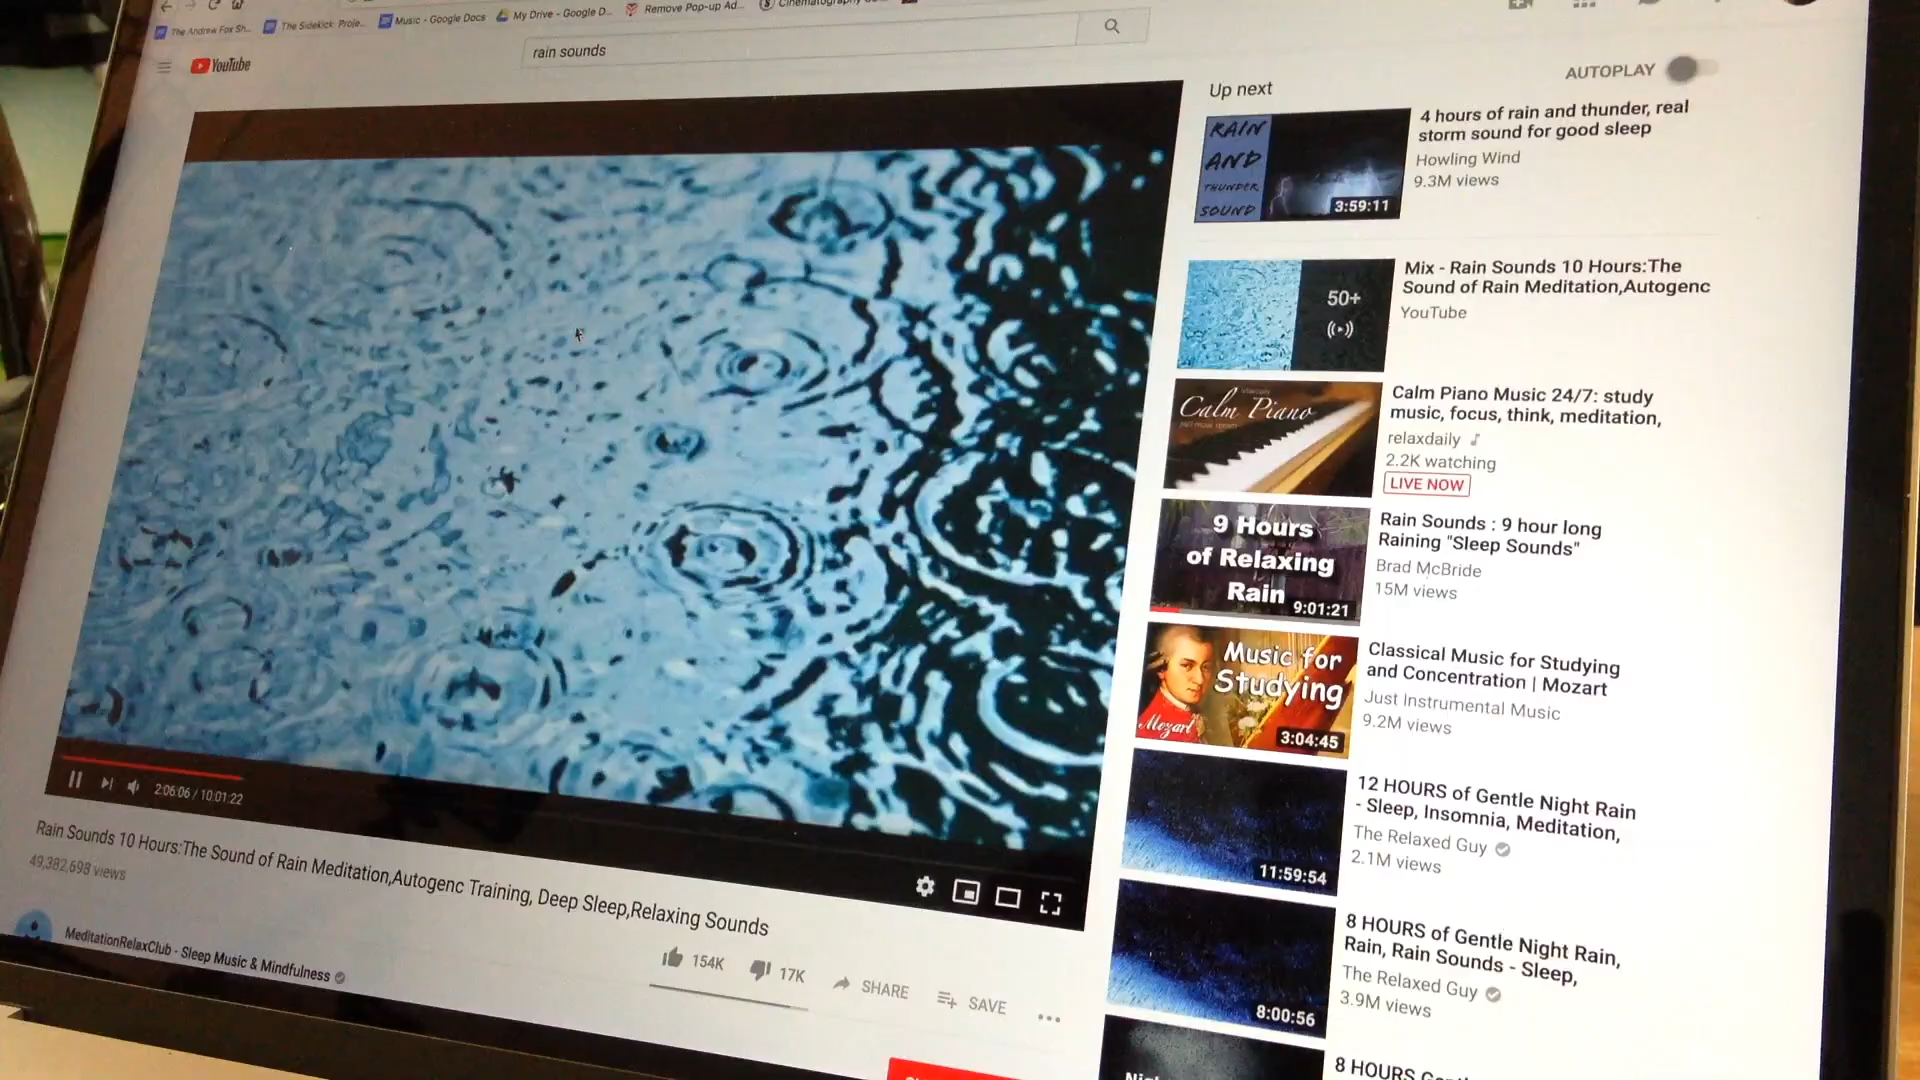 The Andrew Fox Sh...
The Sidekick: Proje...
Music - Google Docs
My Drive - Google D...
Remove Pop-up Ad...
YouTube
rain sounds
AUTOPLAY
Up next
RAIN
AND
THUNDER
SOUND
3:59:11
4 hours of rain and thunder, real
storm sound for good sleep
Howling Wind
9.3M views
50+
Mix - Rain Sounds 10 Hours:The
Sound of Rain Meditation,Autogenc
YouTube
Calm Piano
Calm Piano Music 24/7: study
music, focus, think, meditation,
relaxdaily
2.2K watching
LIVE NOW
9 Hours
of Relaxing
Rain
9:01:21
Rain Sounds : 9 hour long
Raining "Sleep Sounds"
Brad McBride
15M views
Music for
Studying
Mozart
3:04:45
Classical Music for Studying
and Concentration | Mozart
Just Instrumental Music
9.2M views
11:59:54
12 HOURS of Gentle Night Rain
- Sleep, Insomnia, Meditation,
The Relaxed Guy
2.1M views
8:00:56
8 HOURS of Gentle Night Rain,
Rain, Rain Sounds - Sleep,
The Relaxed Guy
3.9M views
8 HOURS
2:06:06 / 10:01:22
Rain Sounds 10 Hours:The Sound of Rain Meditation,Autogenc Training, Deep Sleep,Relaxing Sounds
49,382,698 views
MeditationRelaxClub - Sleep Music & Mindfulness
154K
17K
SHARE
SAVE